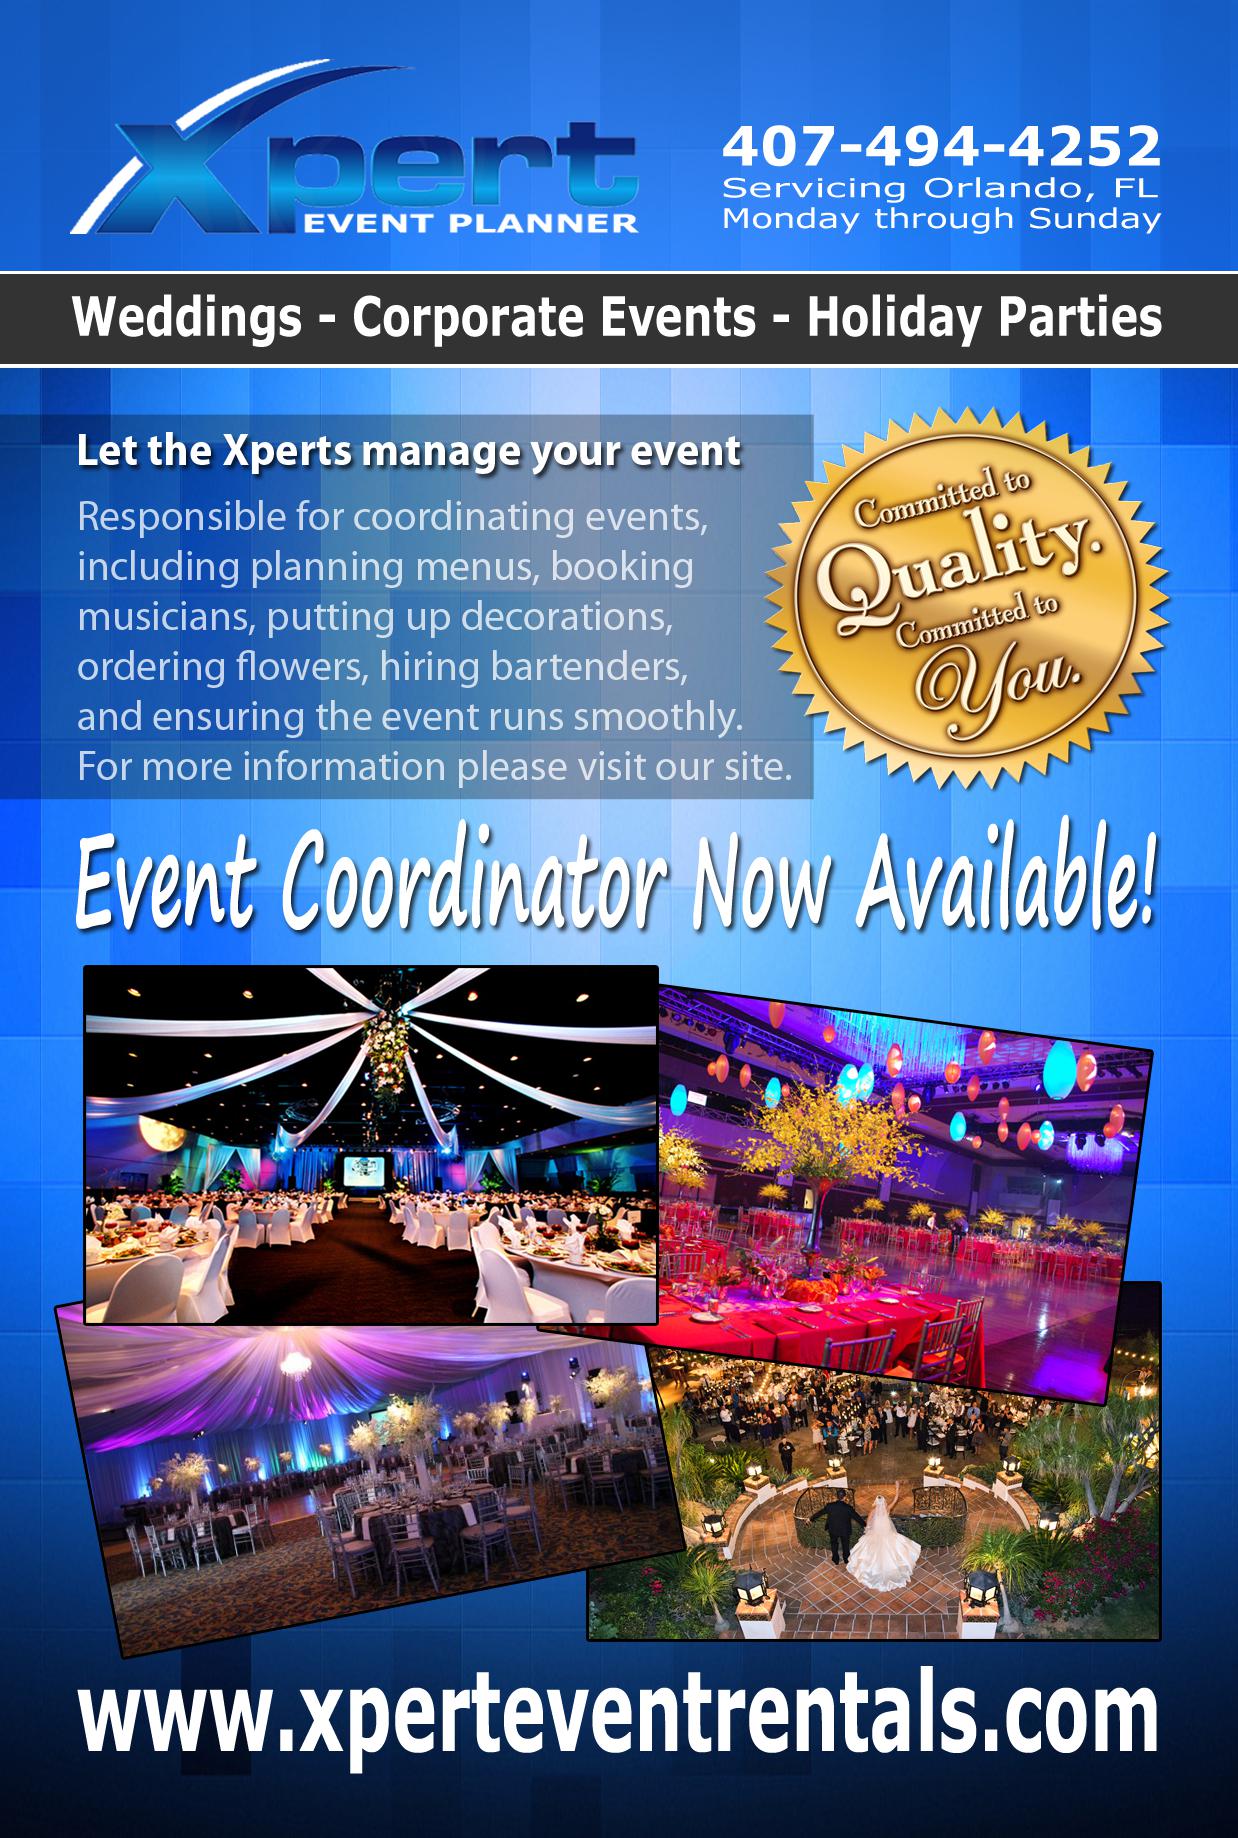 Xpert
EVENT PLANNER
407-494-4252
Servicing Orlando, FL
Monday through Sunday
Weddings - Corporate Events - Holiday Parties
Let the Xperts manage your event
Responsible for coordinating events,
including planning menus, booking
musicians, putting up decorations,
ordering flowers, hiring bartenders,
and ensuring the event runs smoothly.
For more information please visit our site.
Committed to
Quality.
Committed to
You.
Event Coordinator Now Available!
www.xperteventrentals.com